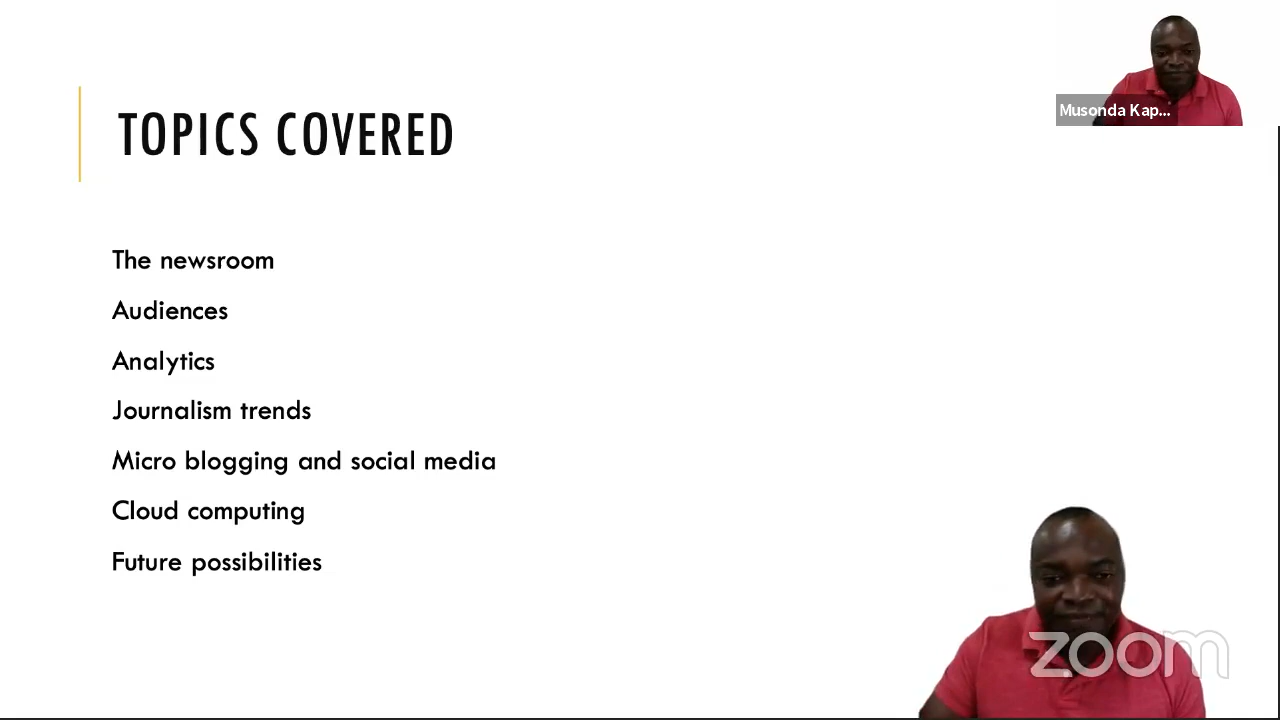 Musonda Kap...
TOPICS COVERED
The newsroom
Audiences
Analytics
Journalism trends
Micro blogging and social media
Cloud computing
Future possibilities
zoom